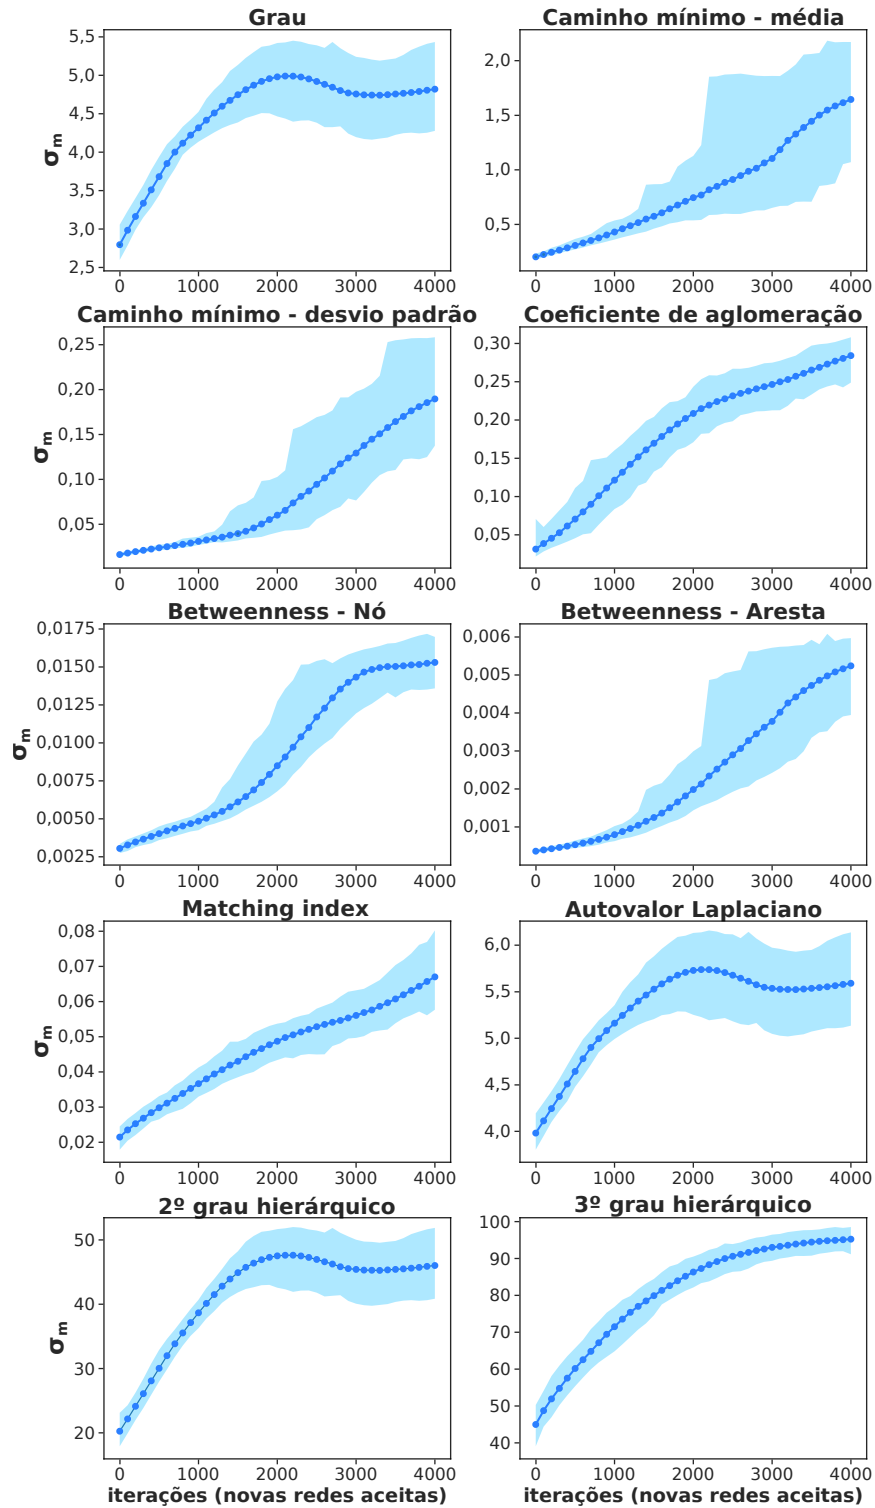 Grau
5,5
5,0
4,5
4,0
3,5
3,0
2,5
σm
0 1000 2000 3000 4000
Caminho mínimo - média
2,0
1,5
1,0
0,5
0 1000 2000 3000 4000
Caminho mínimo - desvio padrão
0,25
0,20
0,15
0,10
0,05
σm
0 1000 2000 3000 4000
Coeficiente de aglomeração
0,30
0,25
0,20
0,15
0,10
0,05
0 1000 2000 3000 4000
Betweenness - Nó
0,0175
0,0150
0,0125
0,0100
0,0075
0,0050
0,0025
σm
0 1000 2000 3000 4000
Betweenness - Aresta
0,006
0,005
0,004
0,003
0,002
0,001
0 1000 2000 3000 4000
Matching index
0,08
0,07
0,06
0,05
0,04
0,03
0,02
σm
0 1000 2000 3000 4000
Autovalor Laplaciano
6,0
5,5
5,0
4,5
4,0
0 1000 2000 3000 4000
2º grau hierárquico
50
40
30
20
σm
0 1000 2000 3000 4000
iterações (novas redes aceitas)
3º grau hierárquico
100
90
80
70
60
50
40
0 1000 2000 3000 4000
iterações (novas redes aceitas)